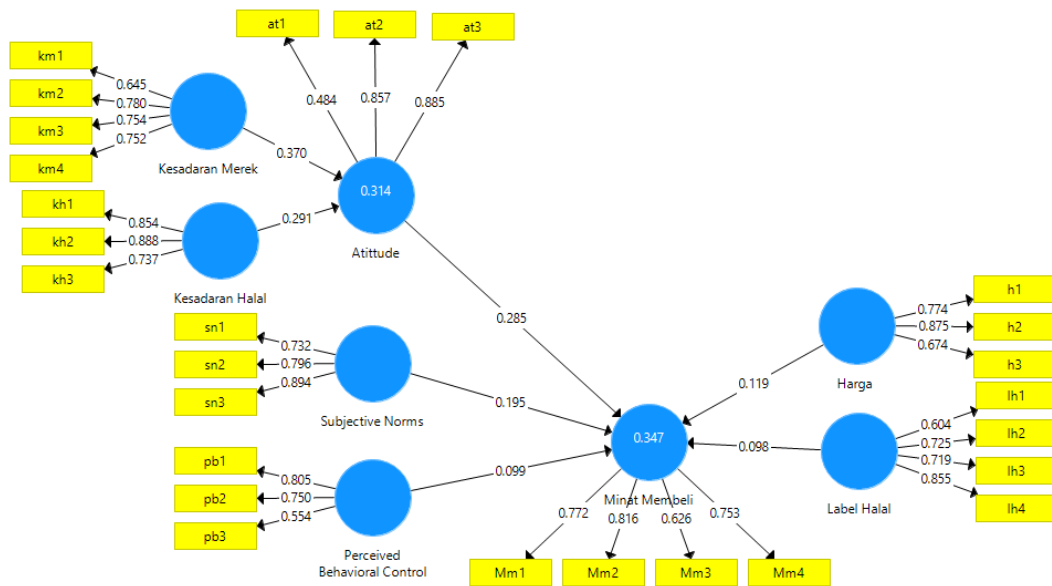 at1
at2
at3
km1
km2
km3
km4
0.645
0.780
0.754
0.752
0.484
0.857
0.885
Kesadaran Merek
0.370
0.314
Atittude
kh1
kh2
kh3
0.854
0.888
0.737
0.291
Kesadaran Halal
0.285
sn1
sn2
sn3
0.732
0.796
0.894
Subjective Norms
0.195
h1
h2
h3
0.774
0.875
0.674
Harga
0.119
pb1
pb2
pb3
0.805
0.750
0.554
Perceived
Behavioral Control
0.099
0.347
Minat Membeli
0.098
lh1
lh2
lh3
lh4
0.604
0.725
0.719
0.855
Label Halal
0.772
0.816
0.626
0.753
Mm1
Mm2
Mm3
Mm4